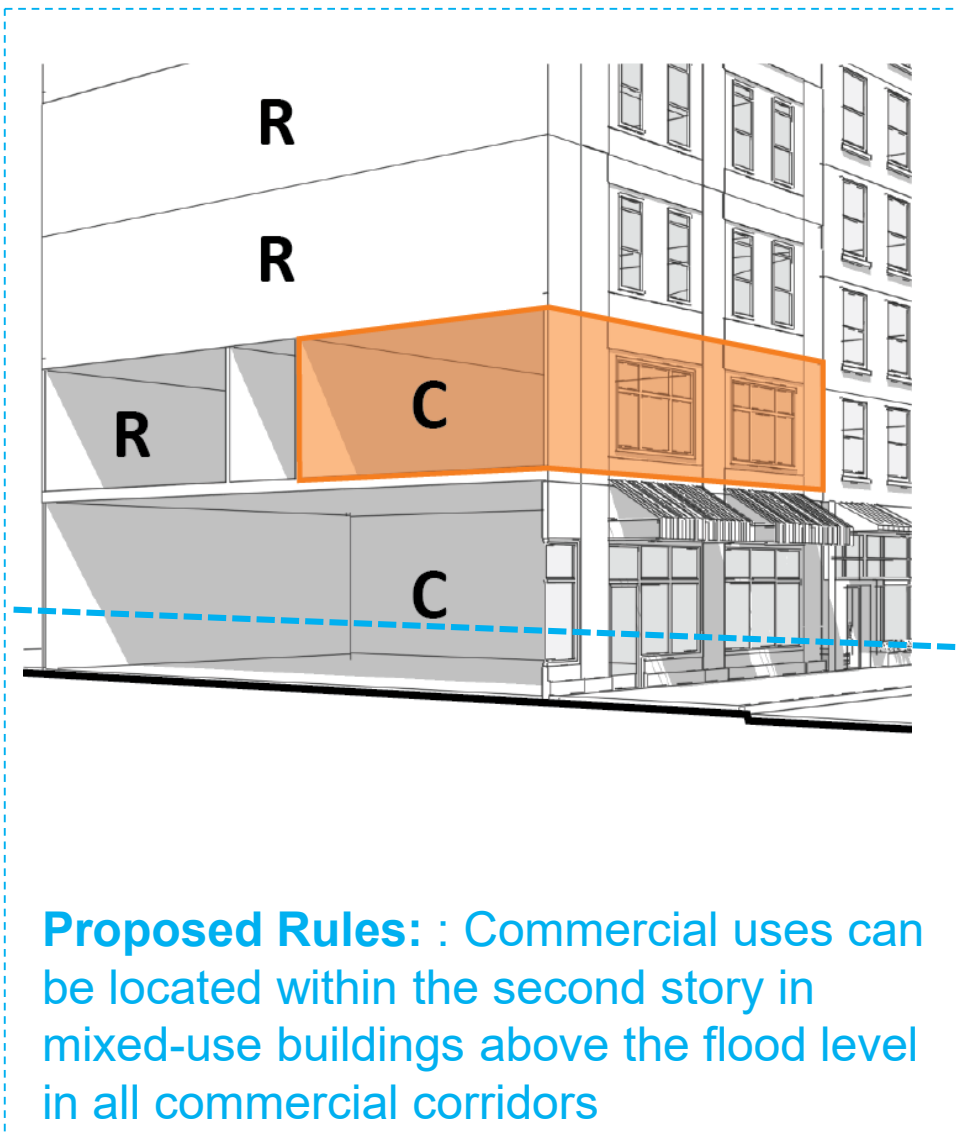 R
R
R
C
C
Proposed Rules: : Commercial uses can
be located within the second story in
mixed-use buildings above the flood level
in all commercial corridors